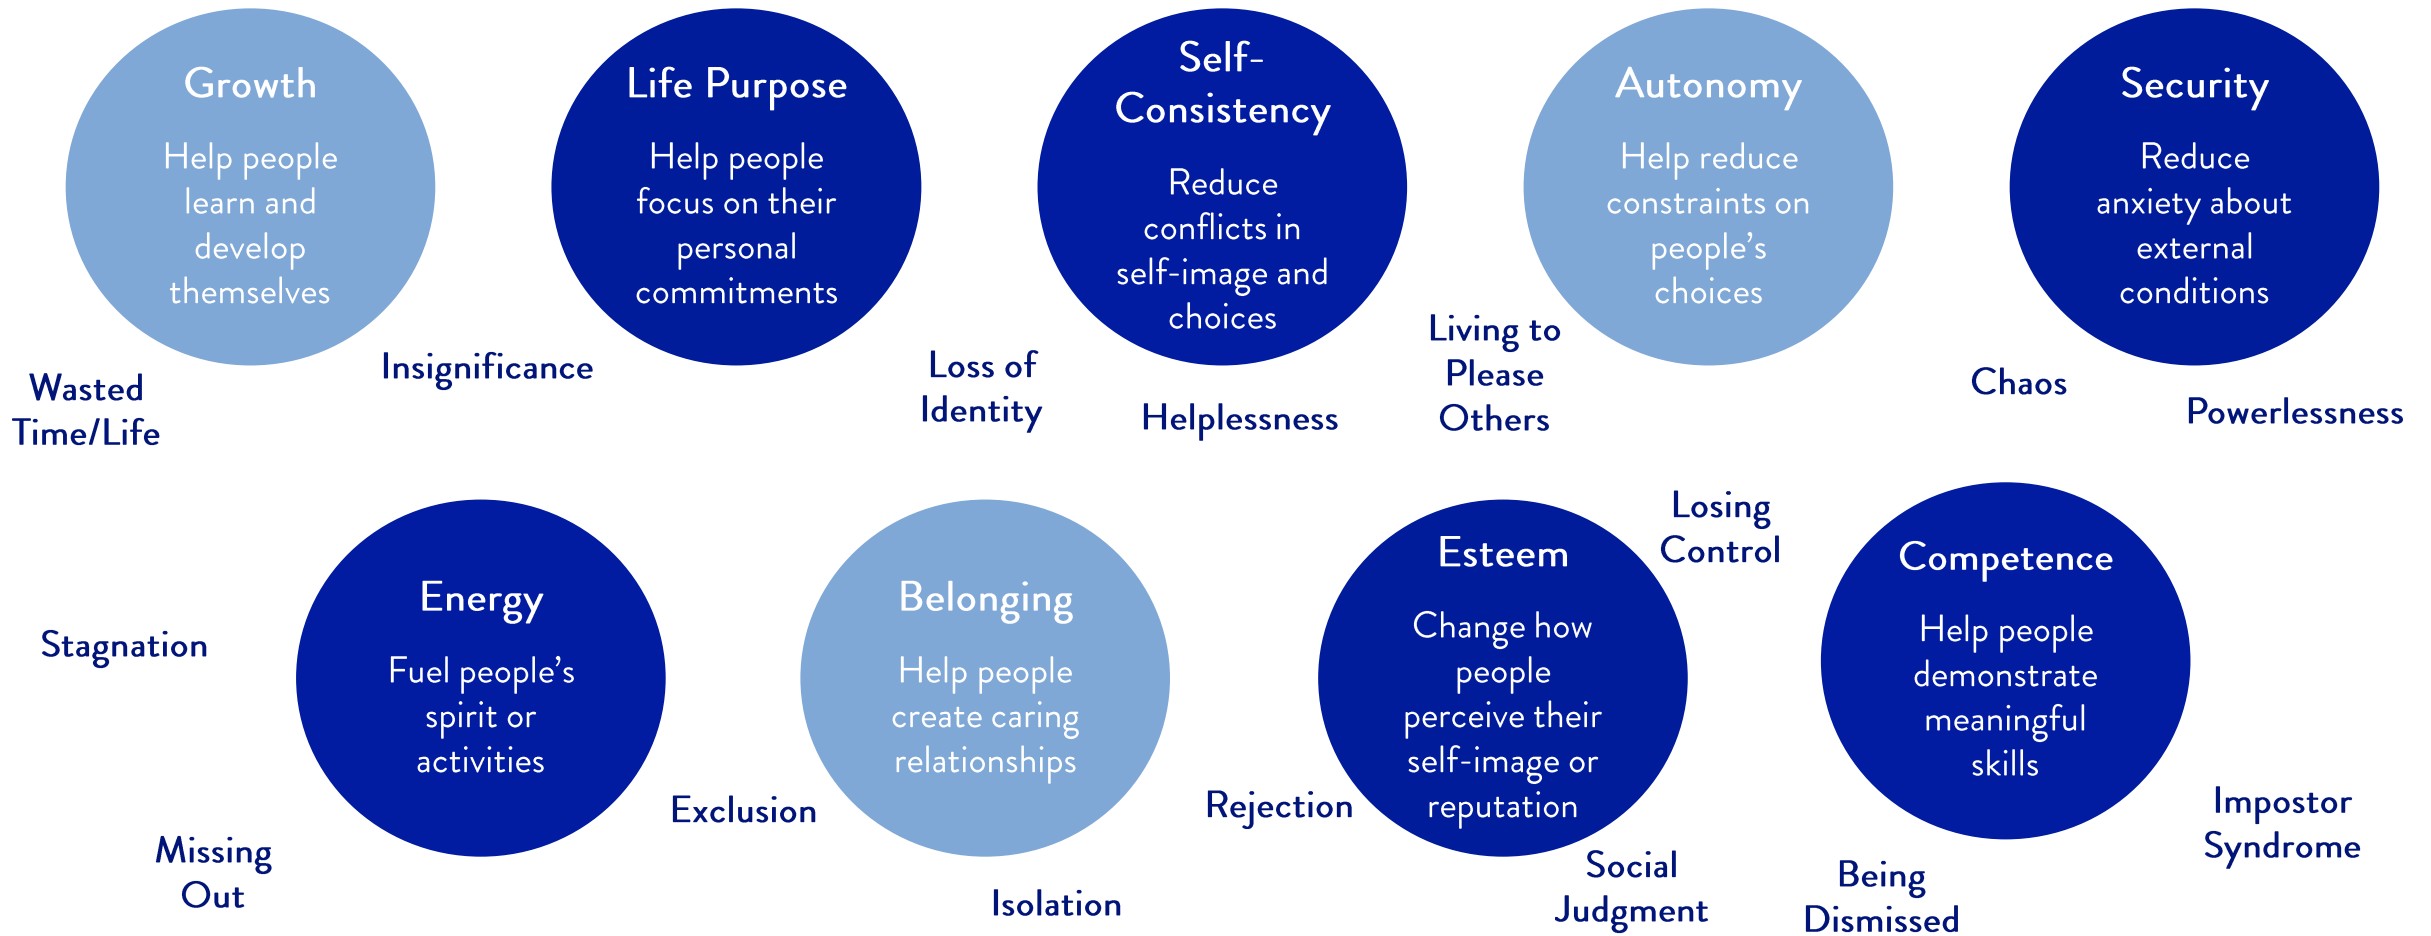 Growth
Help people
learn and
develop
themselves
Life Purpose
Help people
focus on their
personal
commitments
Self-
Consistency
Reduce
conflicts in
self-image and
choices
Autonomy
Help reduce
constraints on
people’s
choices
Security
Reduce
anxiety about
external
conditions
Wasted
Time/Life
Insignificance
Loss of
Identity
Helplessness
Living to
Please
Others
Chaos
Powerlessness
Stagnation
Energy
Fuel people’s
spirit or
activities
Missing
Out
Exclusion
Belonging
Help people
create caring
relationships
Isolation
Rejection
Esteem
Change how
people
perceive their
self-image or
reputation
Losing
Control
Social
Judgment
Competence
Help people
demonstrate
meaningful
skills
Being
Dismissed
Impostor
Syndrome